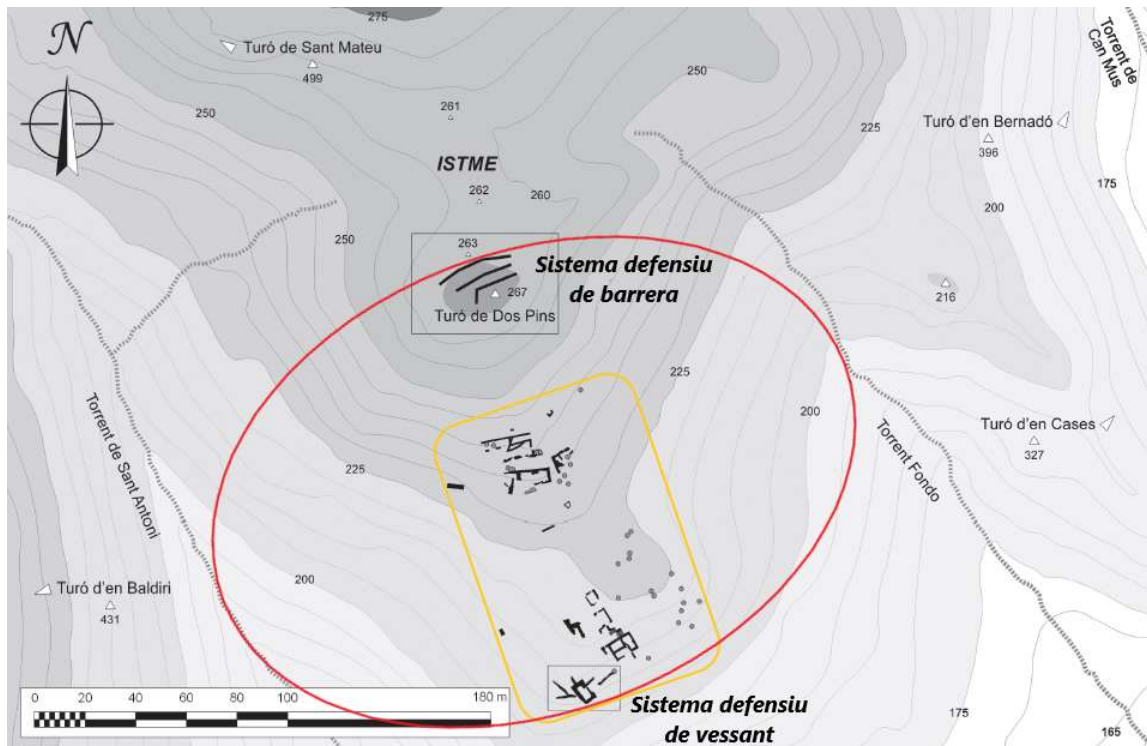 275
N
Turó de Sant Mateu
499
250
261
250
Torrent de
Can Mus
225
Turó d'en Bernadó
396
ISTME
175
262
260
200
250
263
Sistema defensiu
de barrera
267
216
Turó de Dos Pins
225
200
Turó d'en Cases
327
Torrent de Sant Antoni
225
Torrent Fondo
200
Turó d'en Baldiri
431
0 20 40 60 80 100 180 m
Sistema defensiu
de vessant
175
165